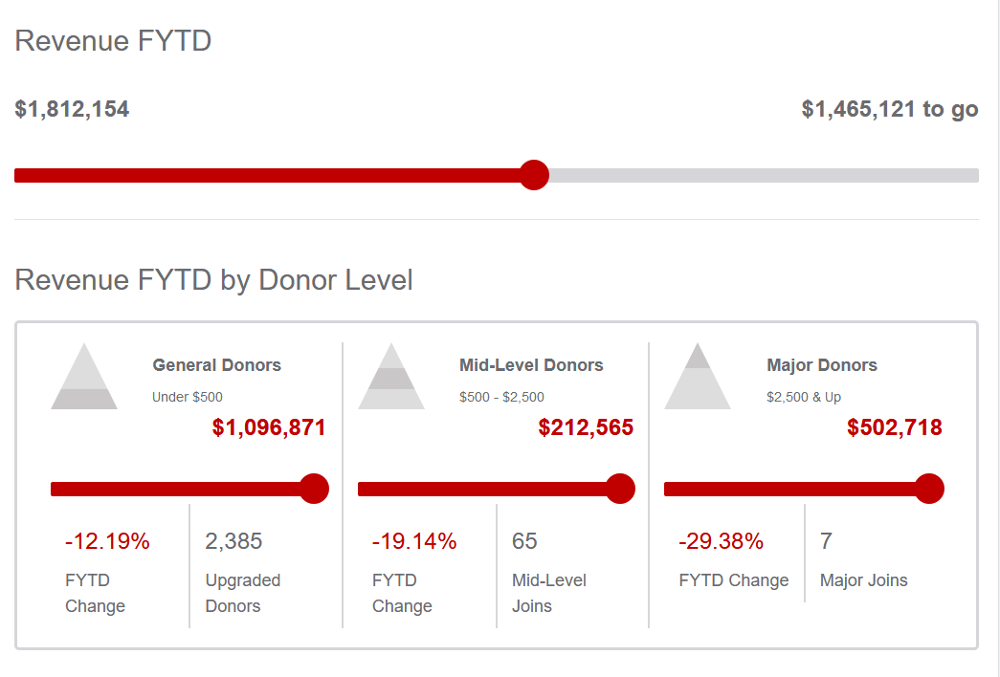 Revenue FYTD
$1,812,154
$1,465,121 to go
Revenue FYTD by Donor Level
General Donors
Under $500
$1,096,871
-12.19%
FYTD
Change
2,385
Upgraded
Donors
Mid-Level Donors
$500 - $2,500
$212,565
-19.14%
FYTD
Change
65
Mid-Level
Joins
Major Donors
$2,500 & Up
$502,718
-29.38%
FYTD Change
7
Major Joins